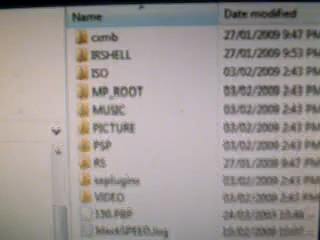 Name Date modified
cxmb 27/01/2009 9:47 PM
IRSHELL 27/01/2009 9:53 PM
ISO 03/02/2009 2:43 PM
MP_ROOT 03/02/2009 2:43 PM
MUSIC 03/02/2009 2:43 PM
PICTURE 03/02/2009 2:43 PM
PSP 03/02/2009 2:43 PM
RS 27/01/2009 9:47 PM
seplugins 03/02/2009 2:43 PM
VIDEO 03/02/2009 2:43 PM